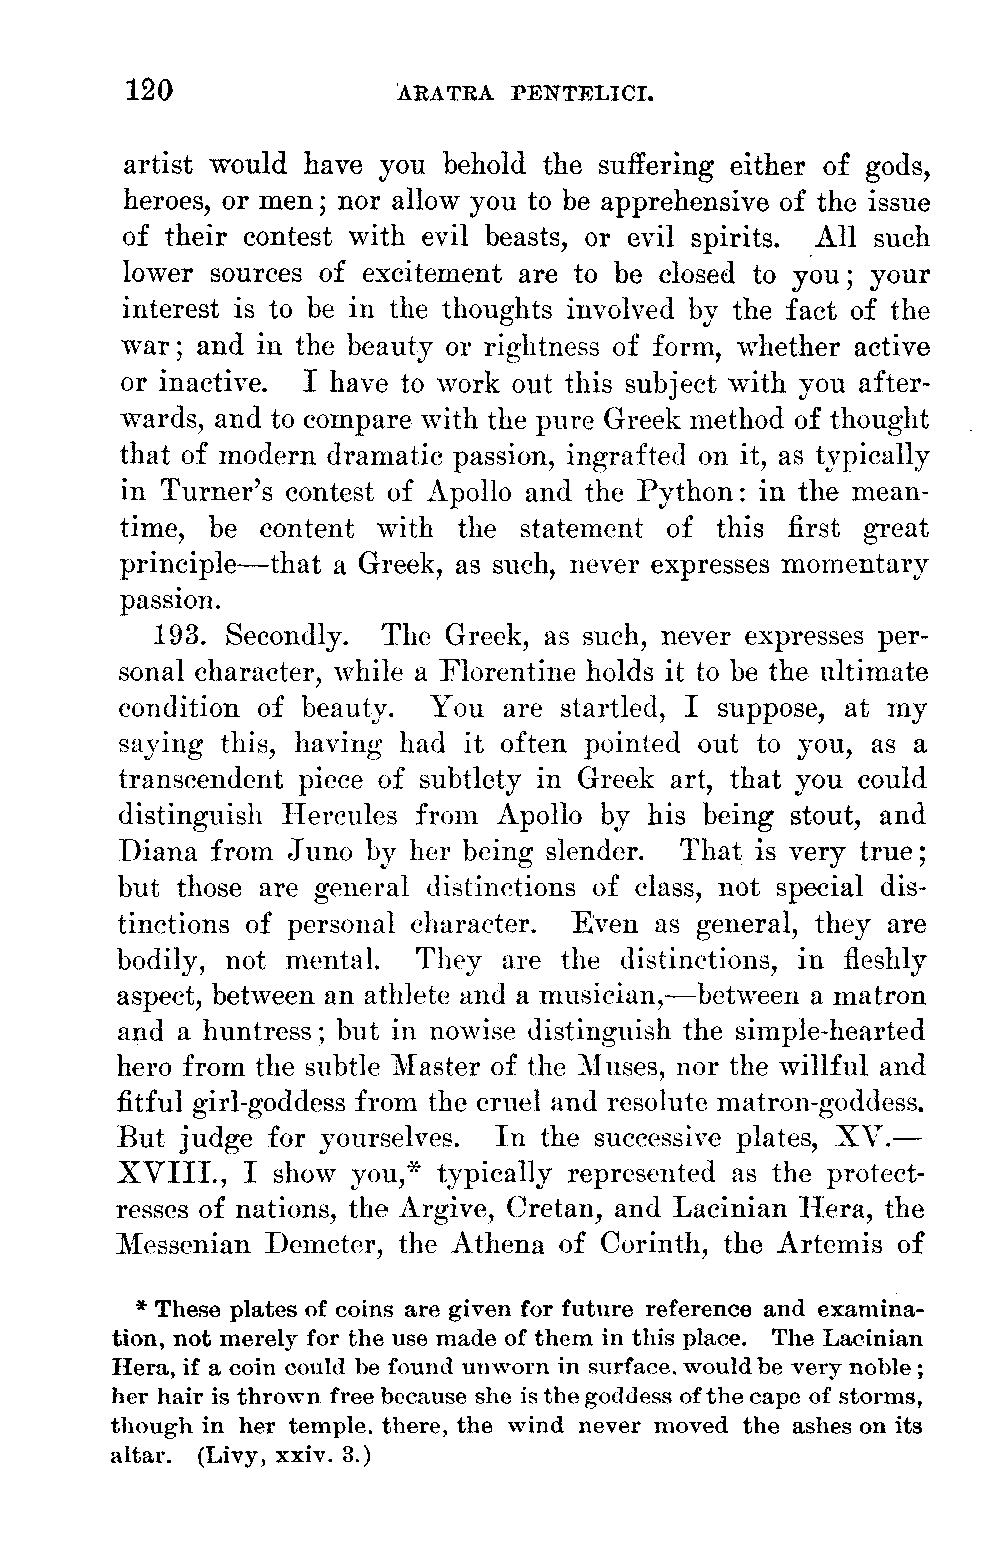 120 ARATRA PENTELICI.
artist would have you behold the suffering either of gods,
heroes, or men; nor allow you to be apprehensive of the issue
of their contest with evil beasts, or evil spirits. All such
lower sources of excitement are to be closed to you; your
interest is to be in the thoughts involved by the fact of the
war; and in the beauty or rightness of form, whether active
or inactive. I have to work out this subject with you after-
wards, and to compare with the pure Greek method of thought
that of modern dramatic passion, ingrafted on it, as typically
in Turner's contest of Apollo and the Python: in the mean-
time, be content with the statement of this first great
principle—that a Greek, as such, never expresses momentary
passion.
193. Secondly. The Greek, as such, never expresses per-
sonal character, while a Florentine holds it to be the ultimate
condition of beauty. You are startled, I suppose, at my
saying this, having had it often pointed out to you, as a
transcendent piece of subtlety in Greek art, that you could
distinguish Hercules from Apollo by his being stout, and
Diana from Juno by her being slender. That is very true;
but those are general distinctions of class, not special dis-
tinctions of personal character. Even as general, they are
bodily, not mental. They are the distinctions, in fleshly
aspect, between an athlete and a musician,—between a matron
and a huntress; but in nowise distinguish the simple-hearted
hero from the subtle Master of the Muses, nor the willful and
fitful girl-goddess from the cruel and resolute matron-goddess.
But judge for yourselves. In the successive plates, XV.—
XVIII., I show you,* typically represented as the protect-
resses of nations, the Argive, Cretan, and Lacinian Hera, the
Messenian Demeter, the Athena of Corinth, the Artemis of
* These plates of coins are given for future reference and examina-
tion, not merely for the use made of them in this place. The Lacinian
Hera, if a coin could be found unworn in surface, would be very noble;
her hair is thrown free because she is the goddess of the cape of storms,
though in her temple, there, the wind never moved the ashes on its
altar. (Livy, xxiv. 3.)